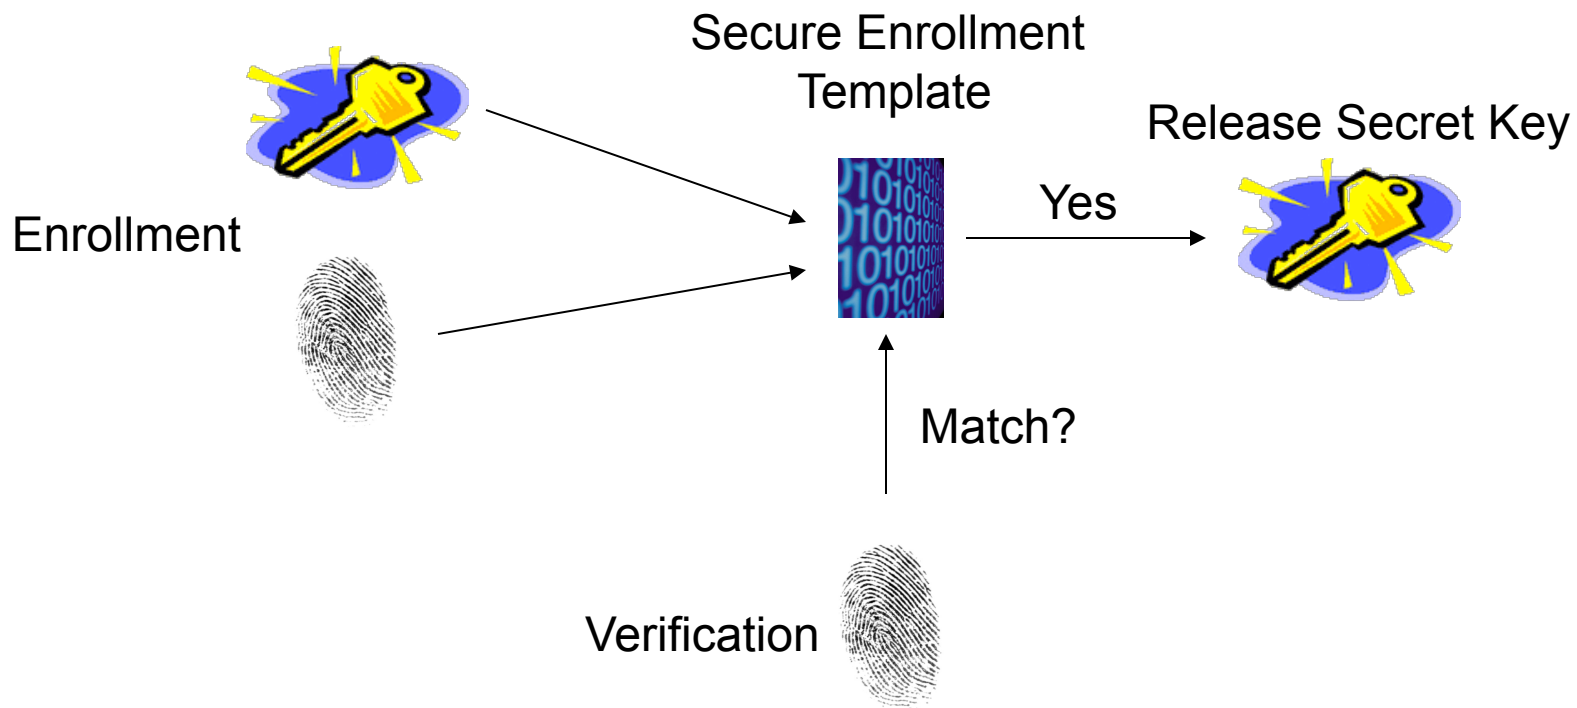 Secure Enrollment
Template
Release Secret Key
Yes
Enrollment
Match?
Verification